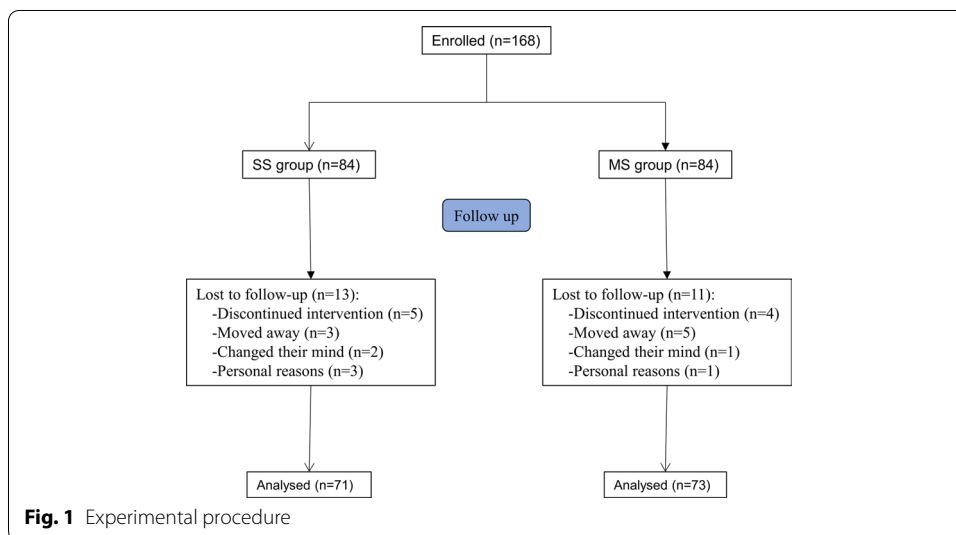 Enrolled (n=168)
SS group (n=84)
MS group (n=84)
Follow up
Lost to follow-up (n=13):
-Discontinued intervention (n=5)
-Moved away (n=3)
-Changed their mind (n=2)
-Personal reasons (n=3)
Lost to follow-up (n=11):
-Discontinued intervention (n=4)
-Moved away (n=5)
-Changed their mind (n=1)
-Personal reasons (n=1)
Analysed (n=71)
Analysed (n=73)
Fig. 1 Experimental procedure